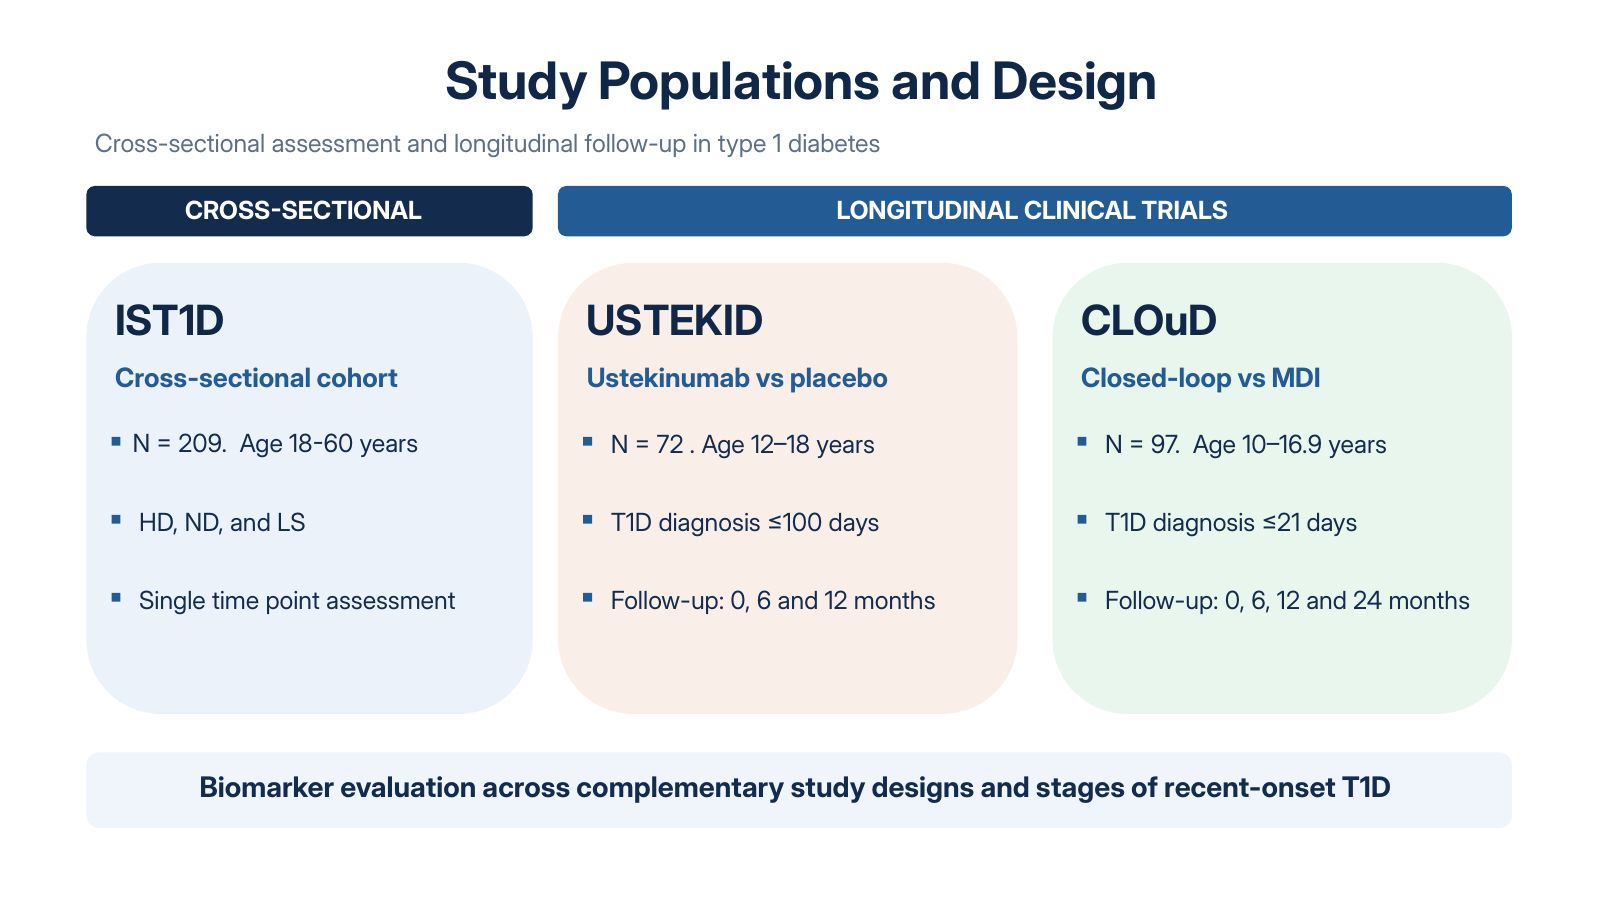 Study Populations and Design
Cross-sectional assessment and longitudinal follow-up in type 1 diabetes
CROSS-SECTIONAL
LONGITUDINAL CLINICAL TRIALS
IST1D
Cross-sectional cohort
▪ N = 209.  Age 18-60 years
▪ HD, ND, and LS
▪ Single time point assessment
USTEKID
Ustekinumab vs placebo
▪ N = 72 . Age 12–18 years
▪ T1D diagnosis ≤100 days
▪ Follow-up: 0, 6 and 12 months
CLOuD
Closed-loop vs MDI
▪ N = 97.  Age 10–16.9 years
▪ T1D diagnosis ≤21 days
▪ Follow-up: 0, 6, 12 and 24 months
Biomarker evaluation across complementary study designs and stages of recent-onset T1D